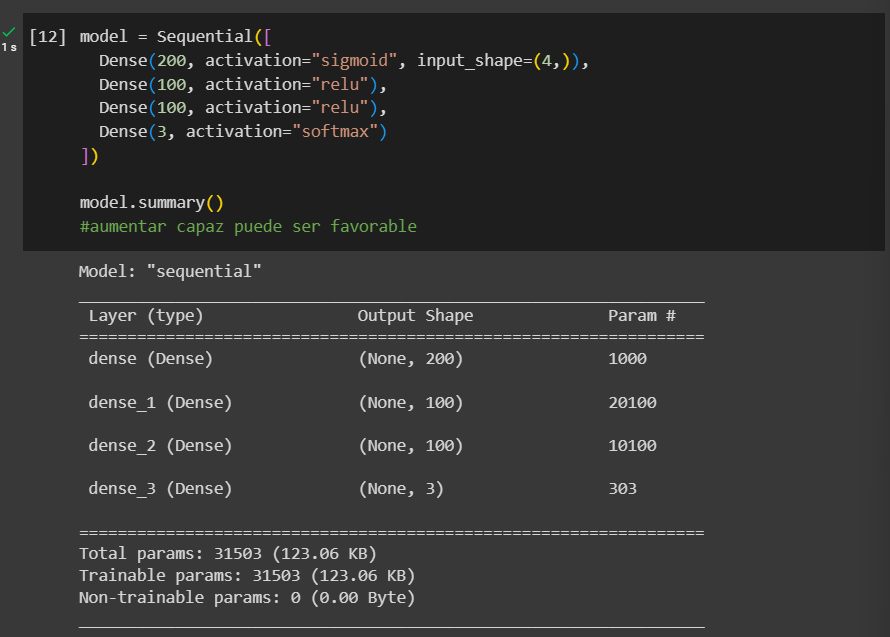 [12] model = Sequential([
1s
Dense(200, activation="sigmoid", input_shape=(4,)),
Dense(100, activation="relu"),
Dense(100, activation="relu"),
Dense(3, activation="softmax")
])
model.summary()
#aumentar capaz puede ser favorable
Model: "sequential"
Layer (type) Output Shape Param #
=================================================================
dense (Dense) (None, 200) 1000
dense_1 (Dense) (None, 100) 20100
dense_2 (Dense) (None, 100) 10100
dense_3 (Dense) (None, 3) 303
=================================================================
Total params: 31503 (123.06 KB)
Trainable params: 31503 (123.06 KB)
Non-trainable params: 0 (0.00 Byte)